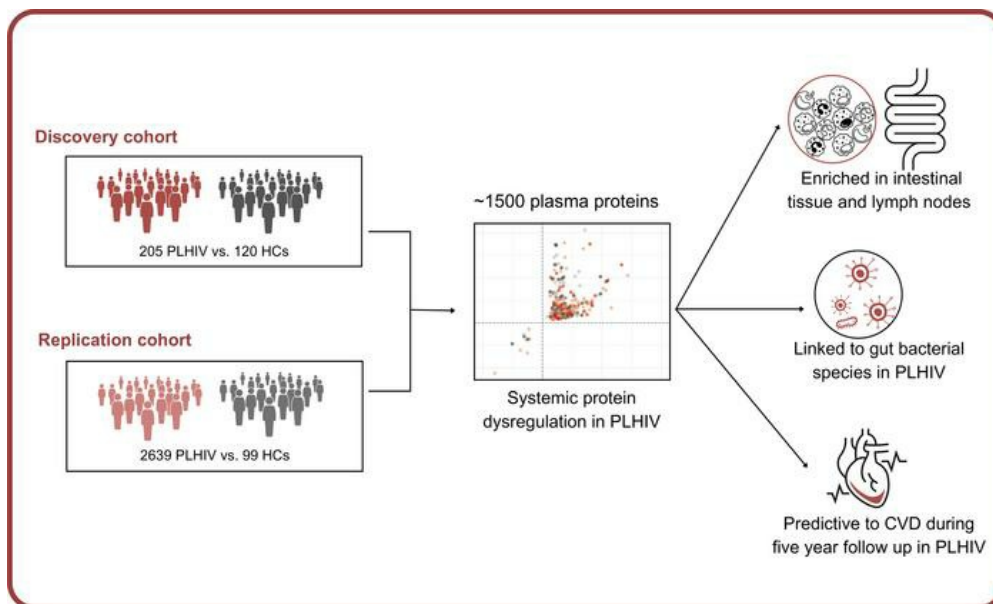 Discovery cohort
205 PLHIV vs. 120 HCs
Replication cohort
2639 PLHIV vs. 99 HCs
~1500 plasma proteins
Systemic protein
dysregulation in PLHIV
Enriched in intestinal
tissue and lymph nodes
Linked to gut bacterial
species in PLHIV
Predictive to CVD during
five year follow up in PLHIV